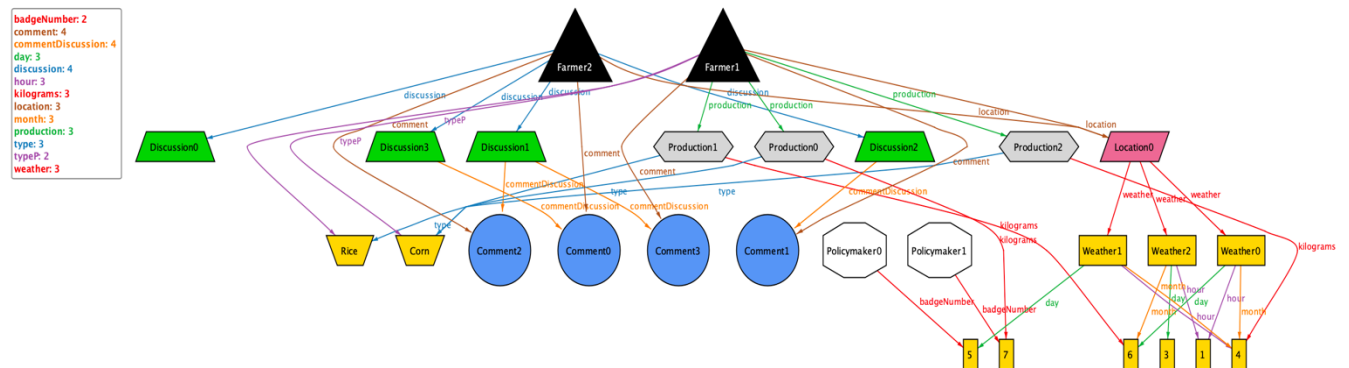 badgeNumber: 2
comment: 4
commentDiscussion: 4
day: 3
discussion: 4
hour: 3
kilograms: 3
location: 3
month: 3
production: 3
type: 3
typeP: 2
weather: 3
Farmer2
Farmer1
discussion
discussion
discussion
discussion
production
production
production
location
location
comment
typeP
typeP
Discussion0
Discussion3
Discussion1
Production1
Production0
Discussion2
Production2
Location0
comment
comment
comment
commentDiscussion
type
type
commentDiscussion
weather
weather
weather
commentDiscussion
commentDiscussion
type
kilograms
kilograms
kilograms
Rice
Corn
Comment2
Comment0
Comment3
Comment1
Policymaker0
Policymaker1
Weather1
Weather2
Weather0
month
hour
badgeNumber
day
day
day
hour
badgeNumber
month
month
hour
5
7
6
3
1
4